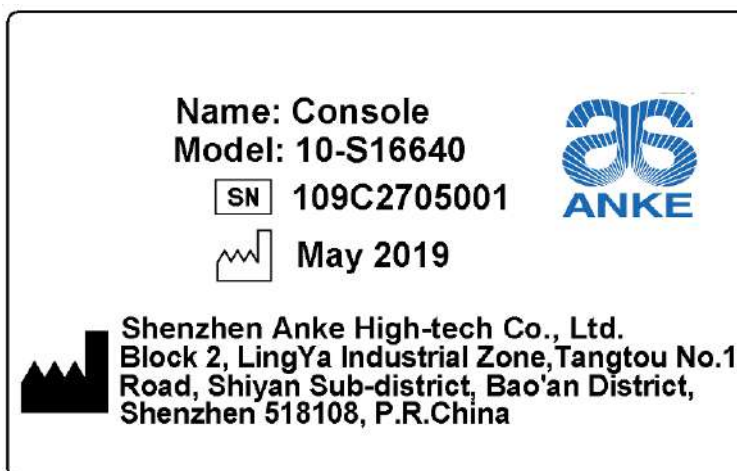 Name: Console
Model: 10-S16640
SN 109C2705001
May 2019
ANKE
Shenzhen Anke High-tech Co., Ltd.
Block 2, LingYa Industrial Zone,Tangtou No.1
Road, Shiyan Sub-district, Bao'an District,
Shenzhen 518108, P.R.China